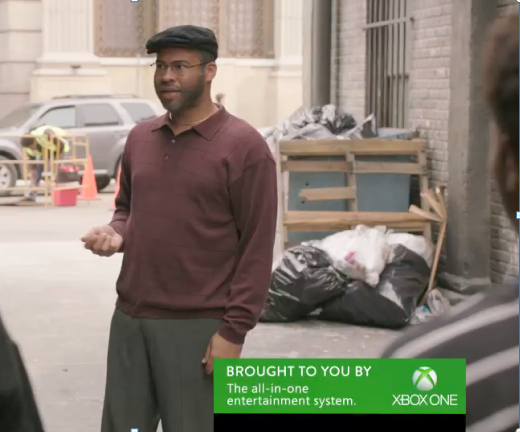 BROUGHT TO YOU BY
The all-in-one
entertainment system.
XBOX ONE